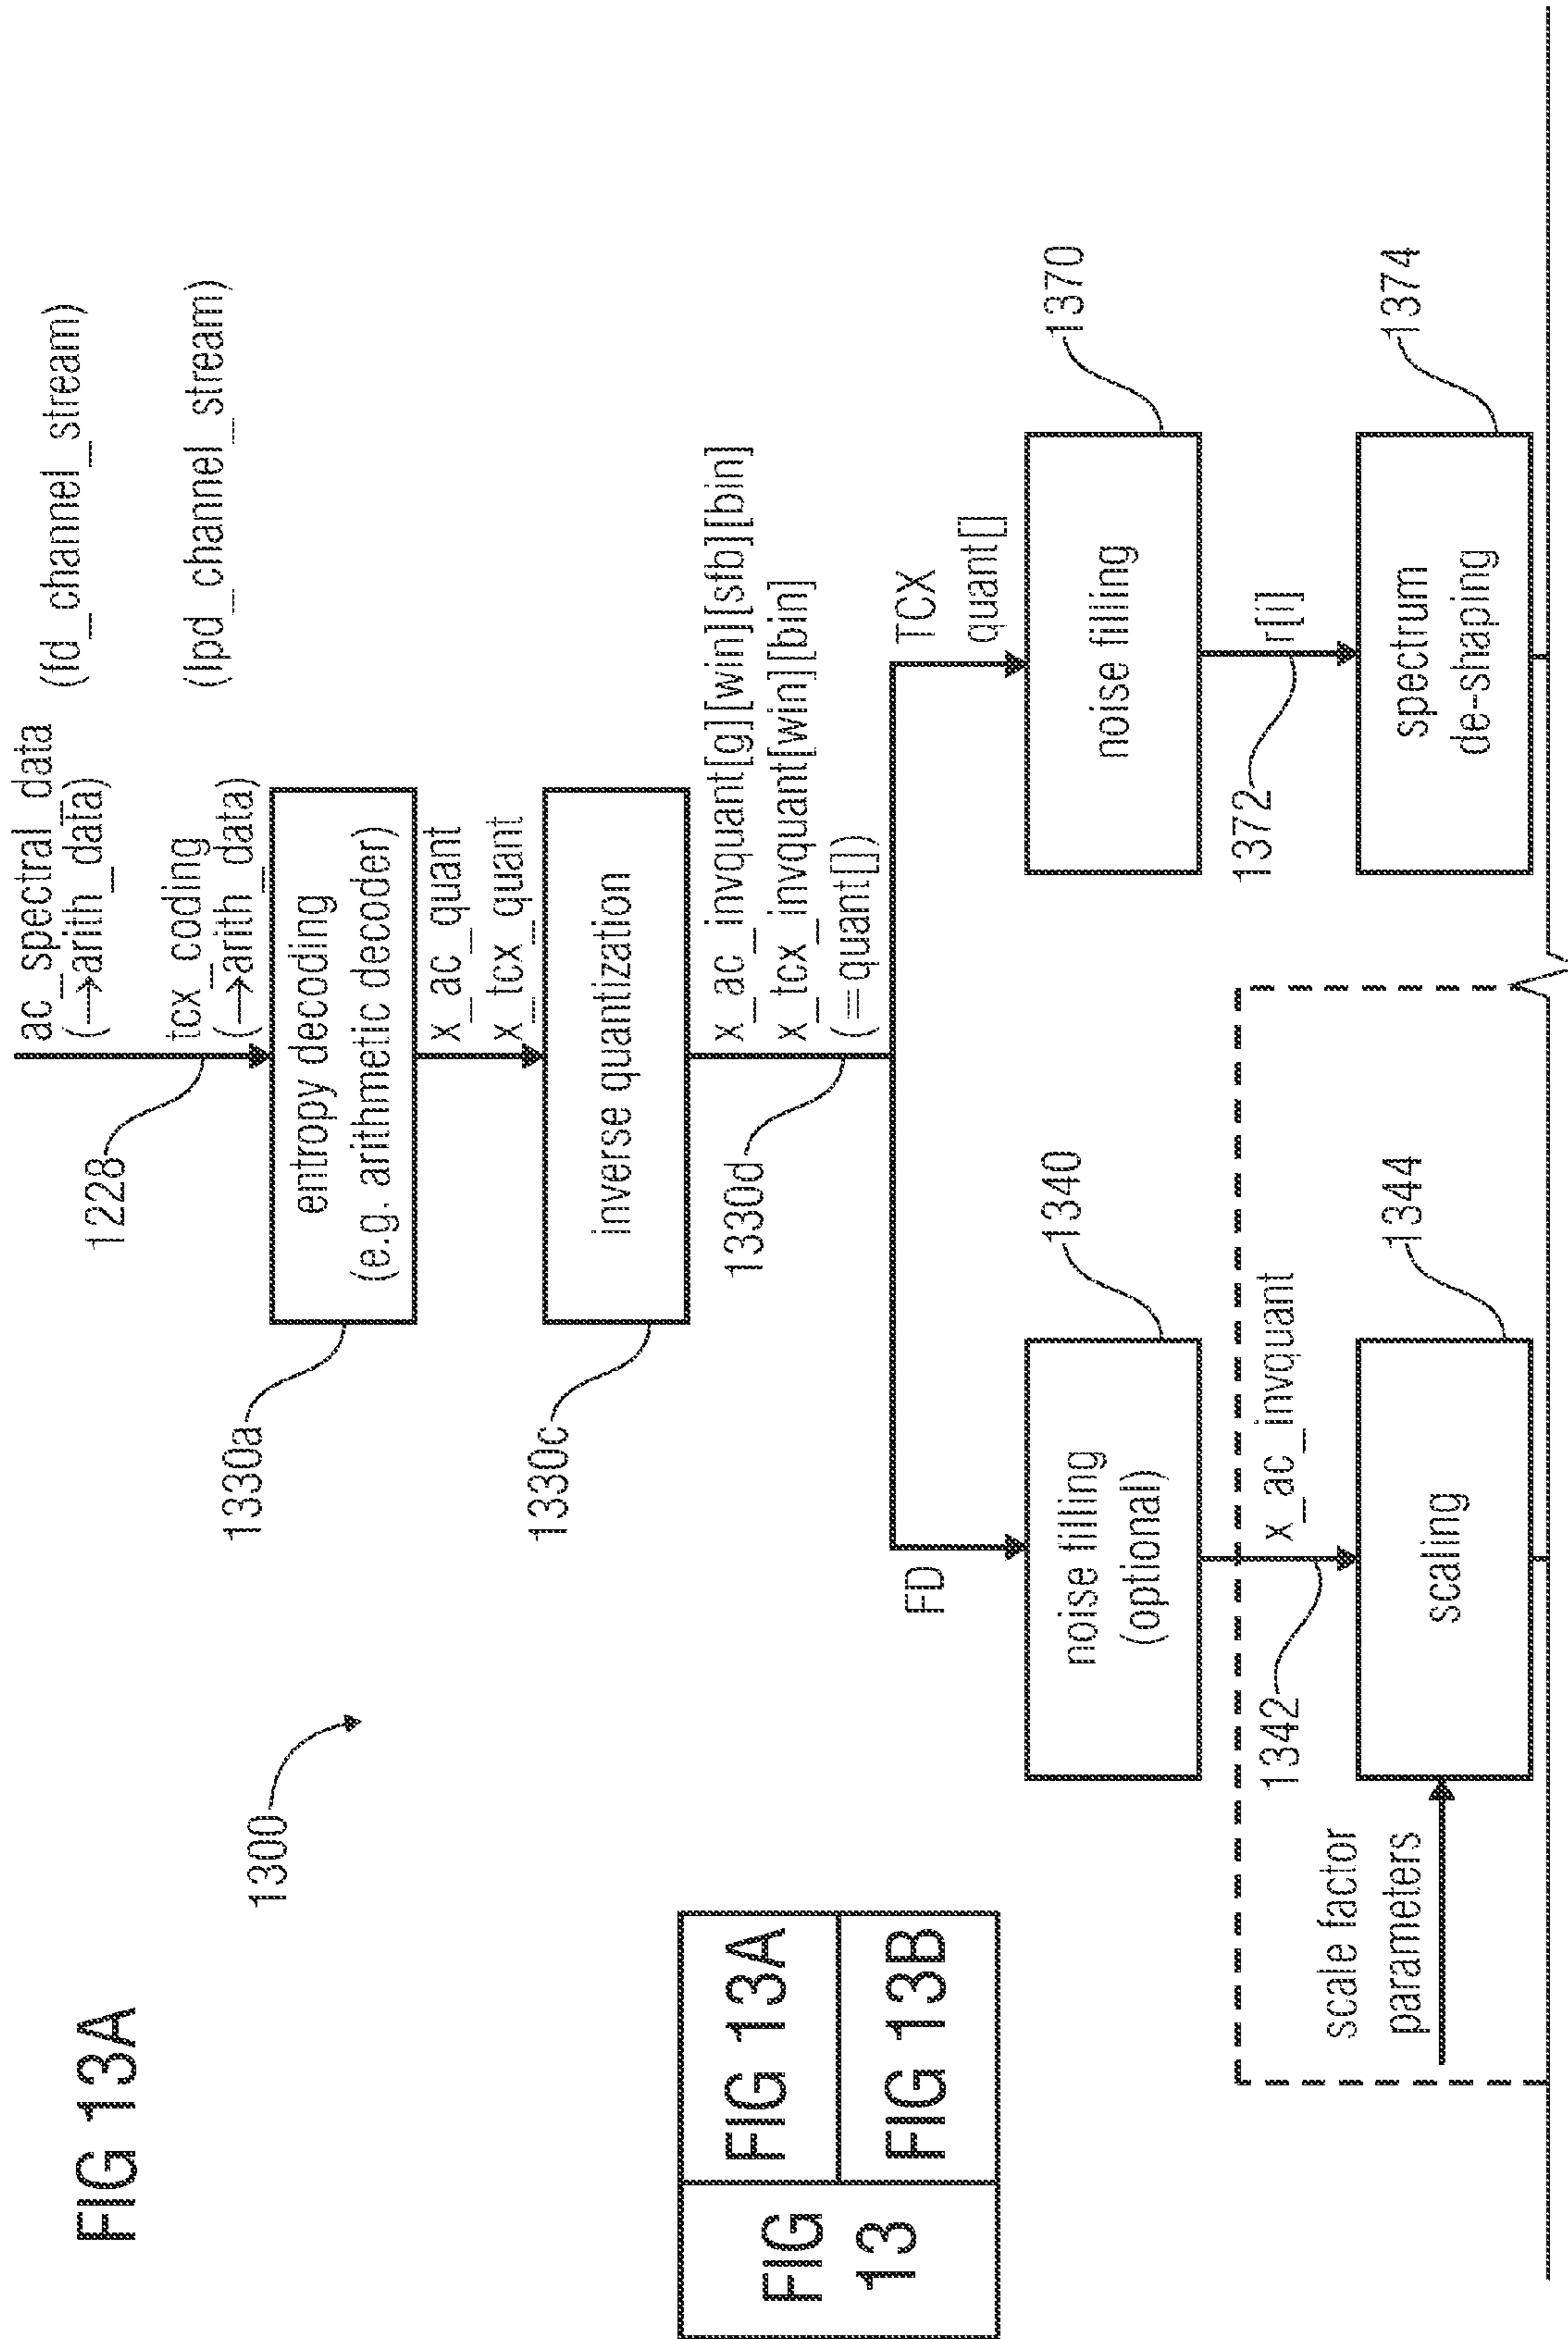 FIG 13A
ac_spectral_data (fd_channel_stream)
(→arith_data)
tcx_coding (lpd_channel_stream)
(→arith_data)
1228
1300
entropy decoding
(e.g. arithmetic decoder)
1330a
x_ac_quant
x_tcx_quant
inverse quantization
1330c
x_ac_invquant[g][win][sfb][bin]
x_tcx_invquant[win][bin]
(=quant[])
1330d
FIG
13
FIG 13A
FIG 13B
FD
TCX
quant[]
noise filling
(optional)
1340
noise filling
1370
1342
x_ac_invquant
1372
r[i]
scale factor
parameters
scaling
1344
spectrum
de-shaping
1374